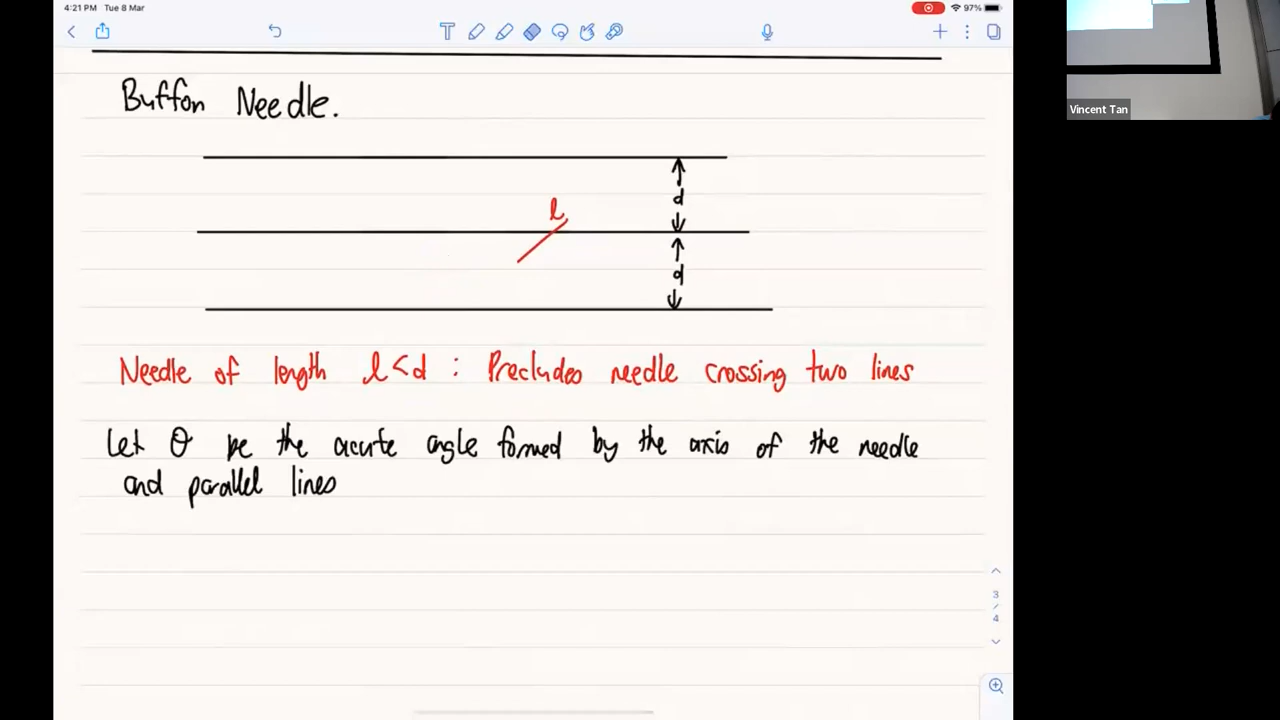 4:21 PM Tue 8 Mar
97%
Vincent Tan
Buffon Needle.
d
l
d
Needle of length l<d : Precludes needle crossing two lines
Let θ be the acute angle formed by the axis of the needle
and parallel lines
3
/
4